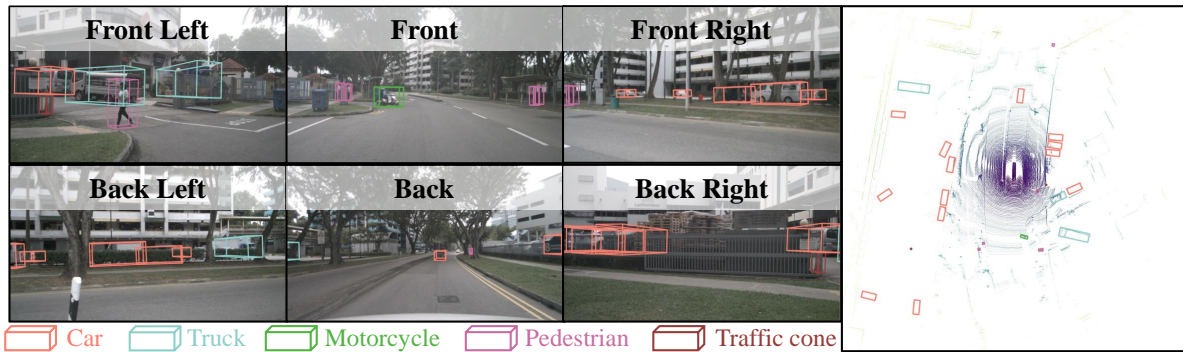 Front Left
Front
Front Right
Back Left
Back
Back Right
Car
Truck
Motorcycle
Pedestrian
Traffic cone